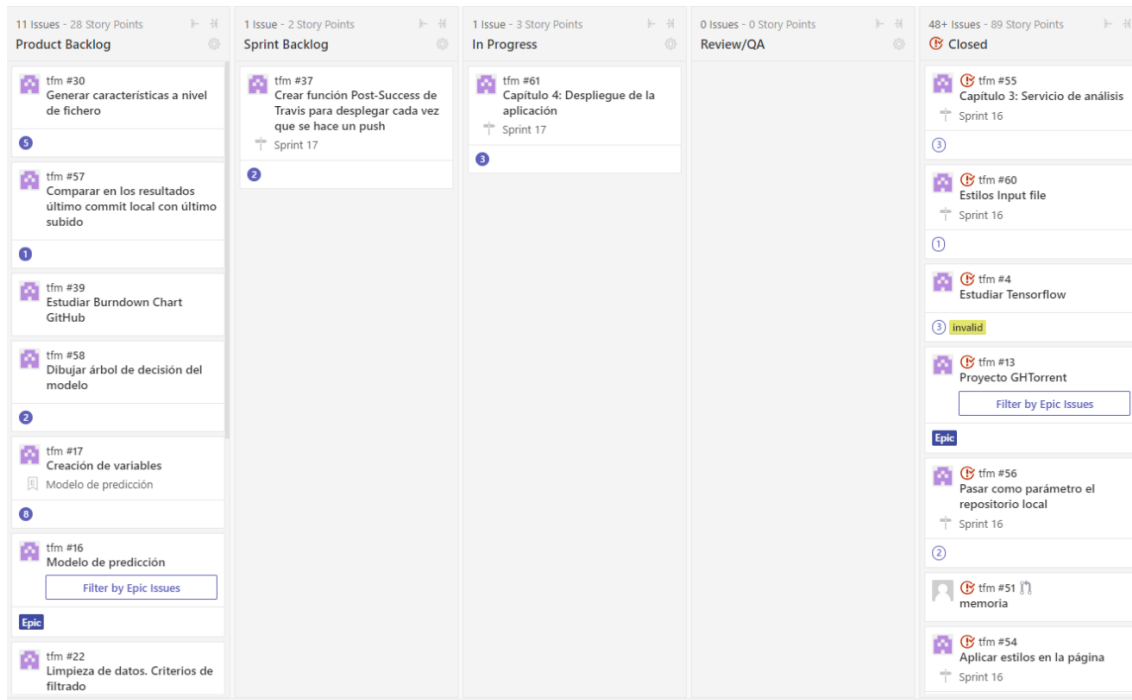 11 Issues - 28 Story Points
Product Backlog
tfm #30
Generar características a nivel
de fichero
5
tfm #57
Comparar en los resultados
último commit local con último
subido
1
tfm #39
Estudiar Burndown Chart
GitHub
tfm #58
Dibujar árbol de decisión del
modelo
2
tfm #17
Creación de variables
E Modelo de predicción
8
tfm #16
Modelo de predicción
Filter by Epic Issues
Epic
tfm #22
Limpieza de datos. Criterios de
filtrado
1 Issue - 2 Story Points
Sprint Backlog
tfm #37
Crear función Post-Success de
Travis para desplegar cada vez
que se hace un push
Sprint 17
2
1 Issue - 3 Story Points
In Progress
tfm #61
Capítulo 4: Despliegue de la
aplicación
Sprint 17
3
0 Issues - 0 Story Points
Review/QA
48+ Issues - 89 Story Points
Closed
tfm #55
Capítulo 3: Servicio de análisis
Sprint 16
3
tfm #60
Estilos Input file
Sprint 16
1
tfm #4
Estudiar Tensorflow
3 invalid
tfm #13
Proyecto GHTorrent
Filter by Epic Issues
Epic
tfm #56
Pasar como parámetro el
repositorio local
Sprint 16
2
tfm #51
memoria
tfm #54
Aplicar estilos en la página
Sprint 16